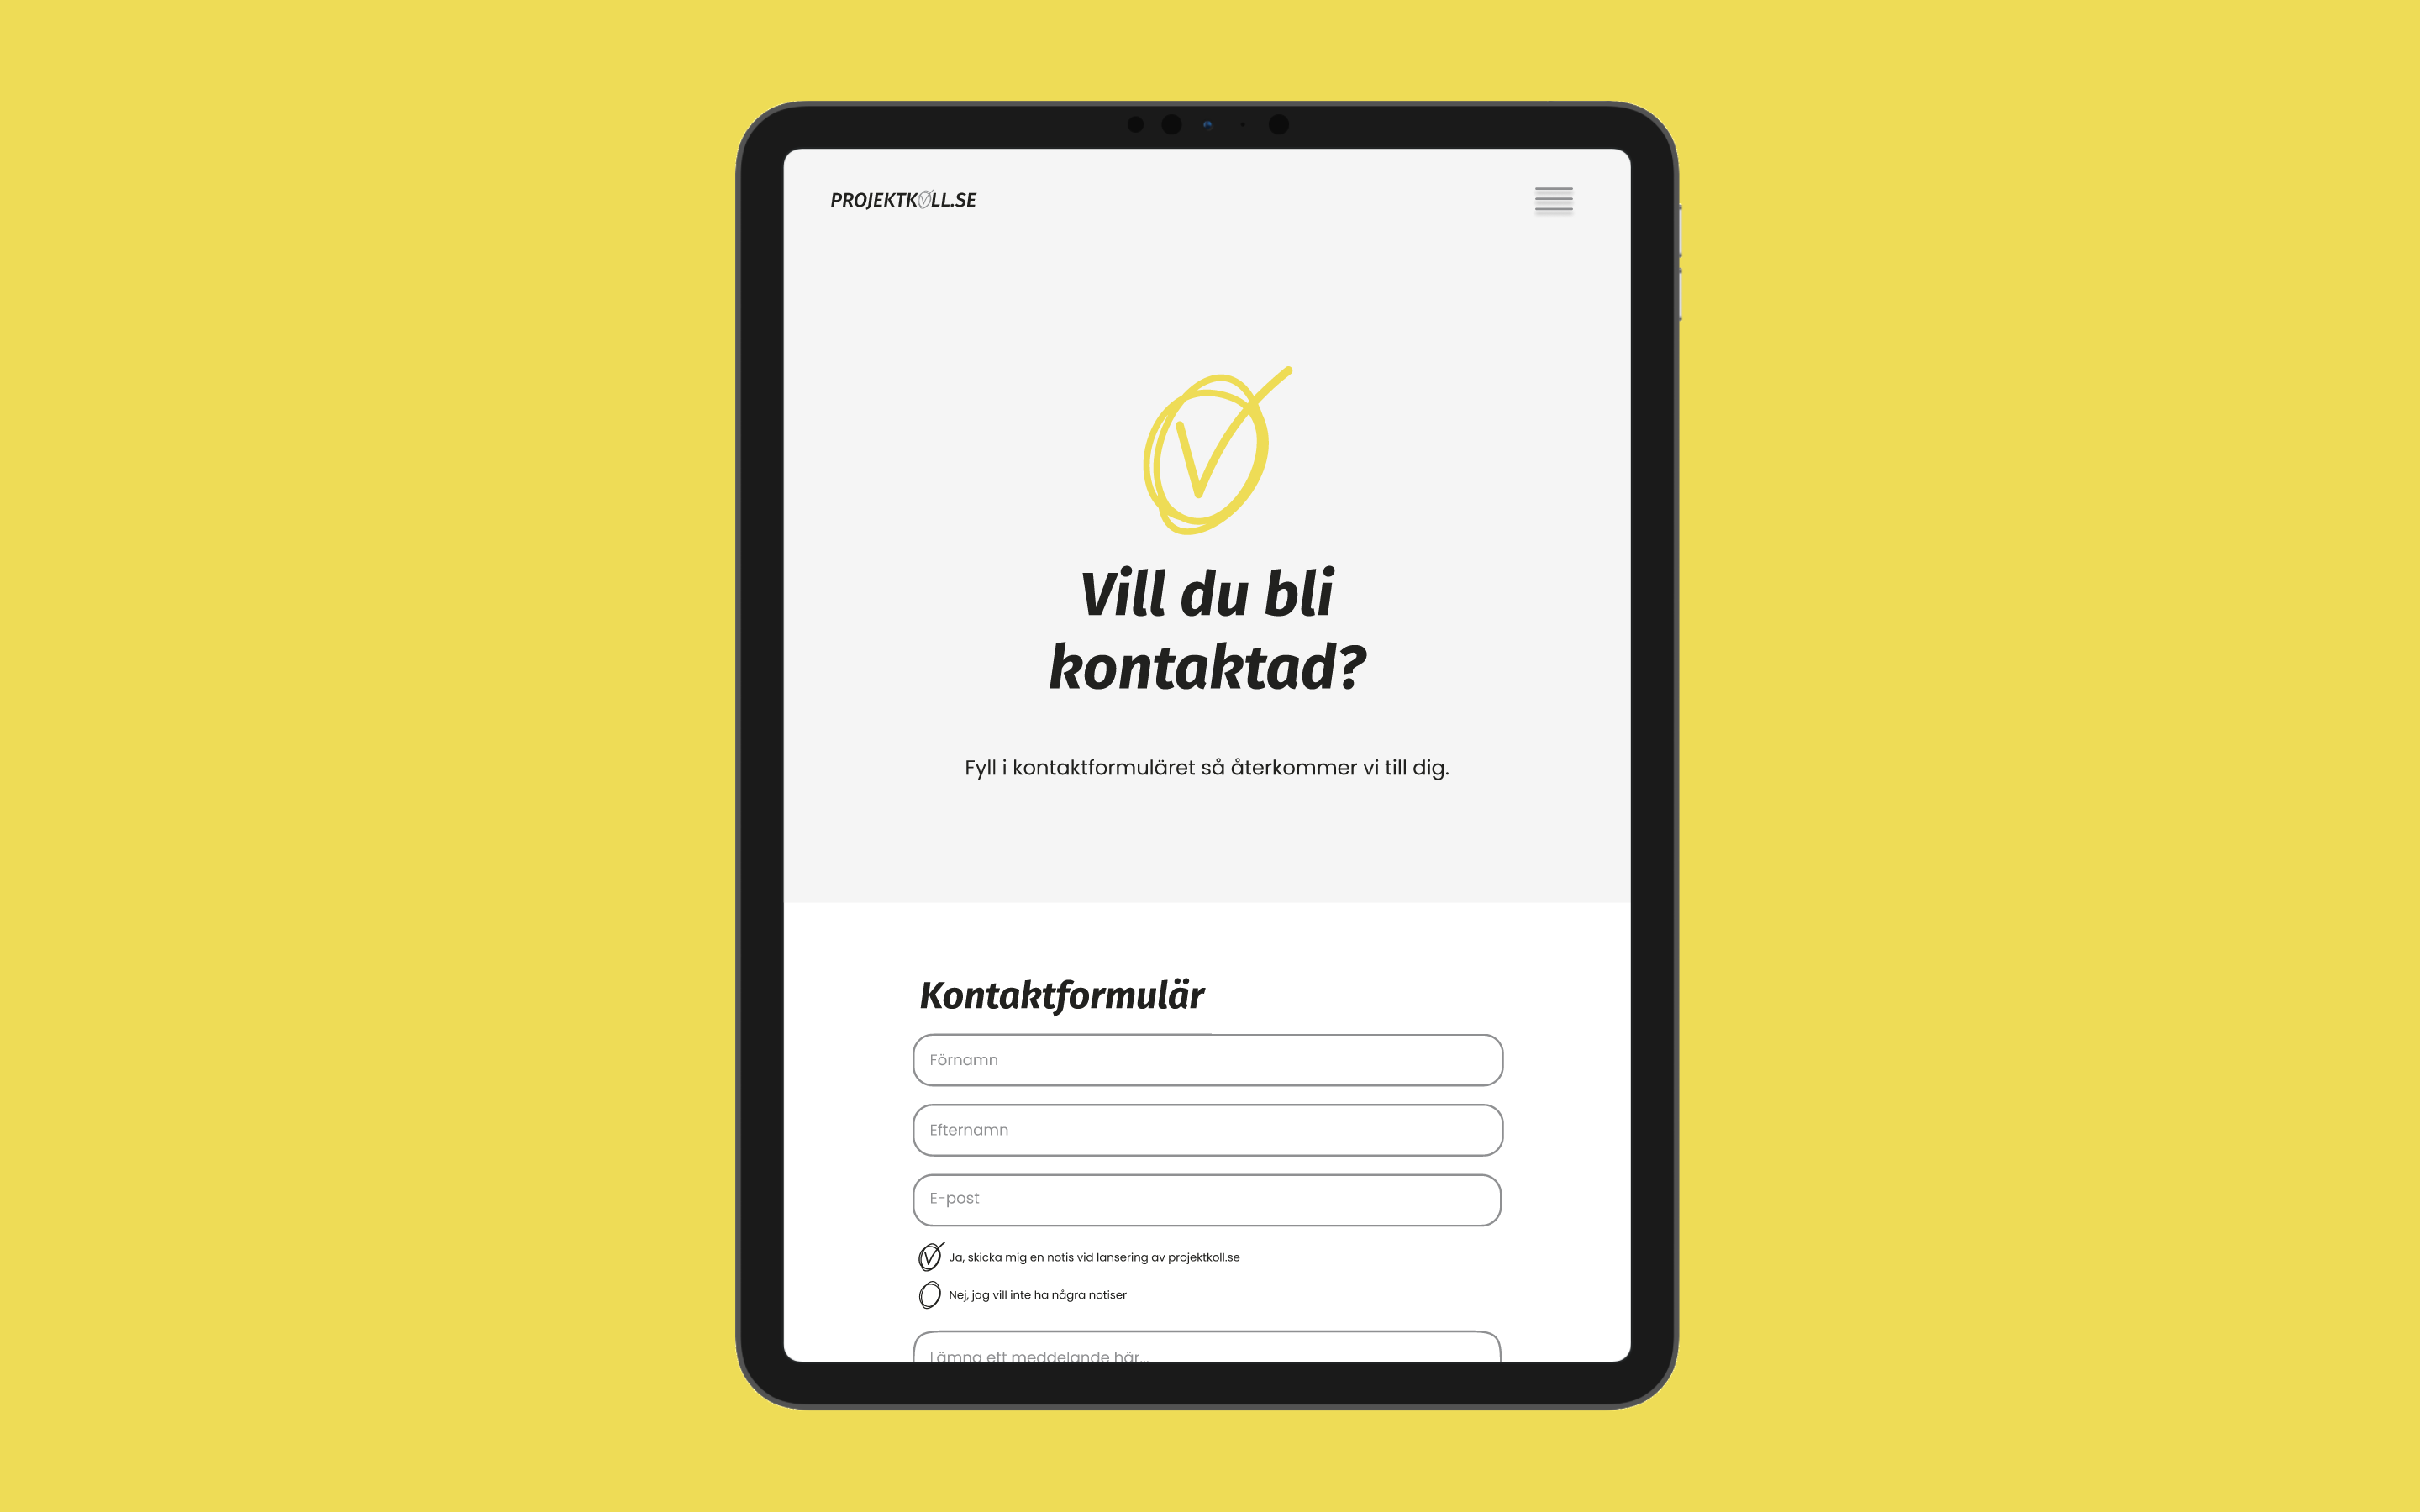 PROJEKTKOLL.SE
Vill du bli
kontaktad?
Fyll i kontaktformuläret så återkommer vi till dig.
Kontaktformulär
Förnamn
Efternamn
E-post
Ja, skicka mig en notis vid lansering av projektkoll.se
Nej, jag vill inte ha några notiser
Lämna ett meddelande här...